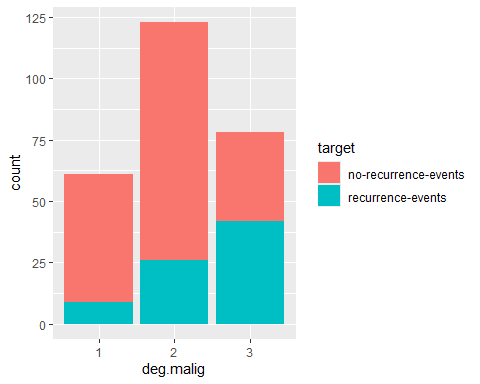 125
100
75
50
25
0
count
1 2 3
deg.malig
target
no-recurrence-events
recurrence-events